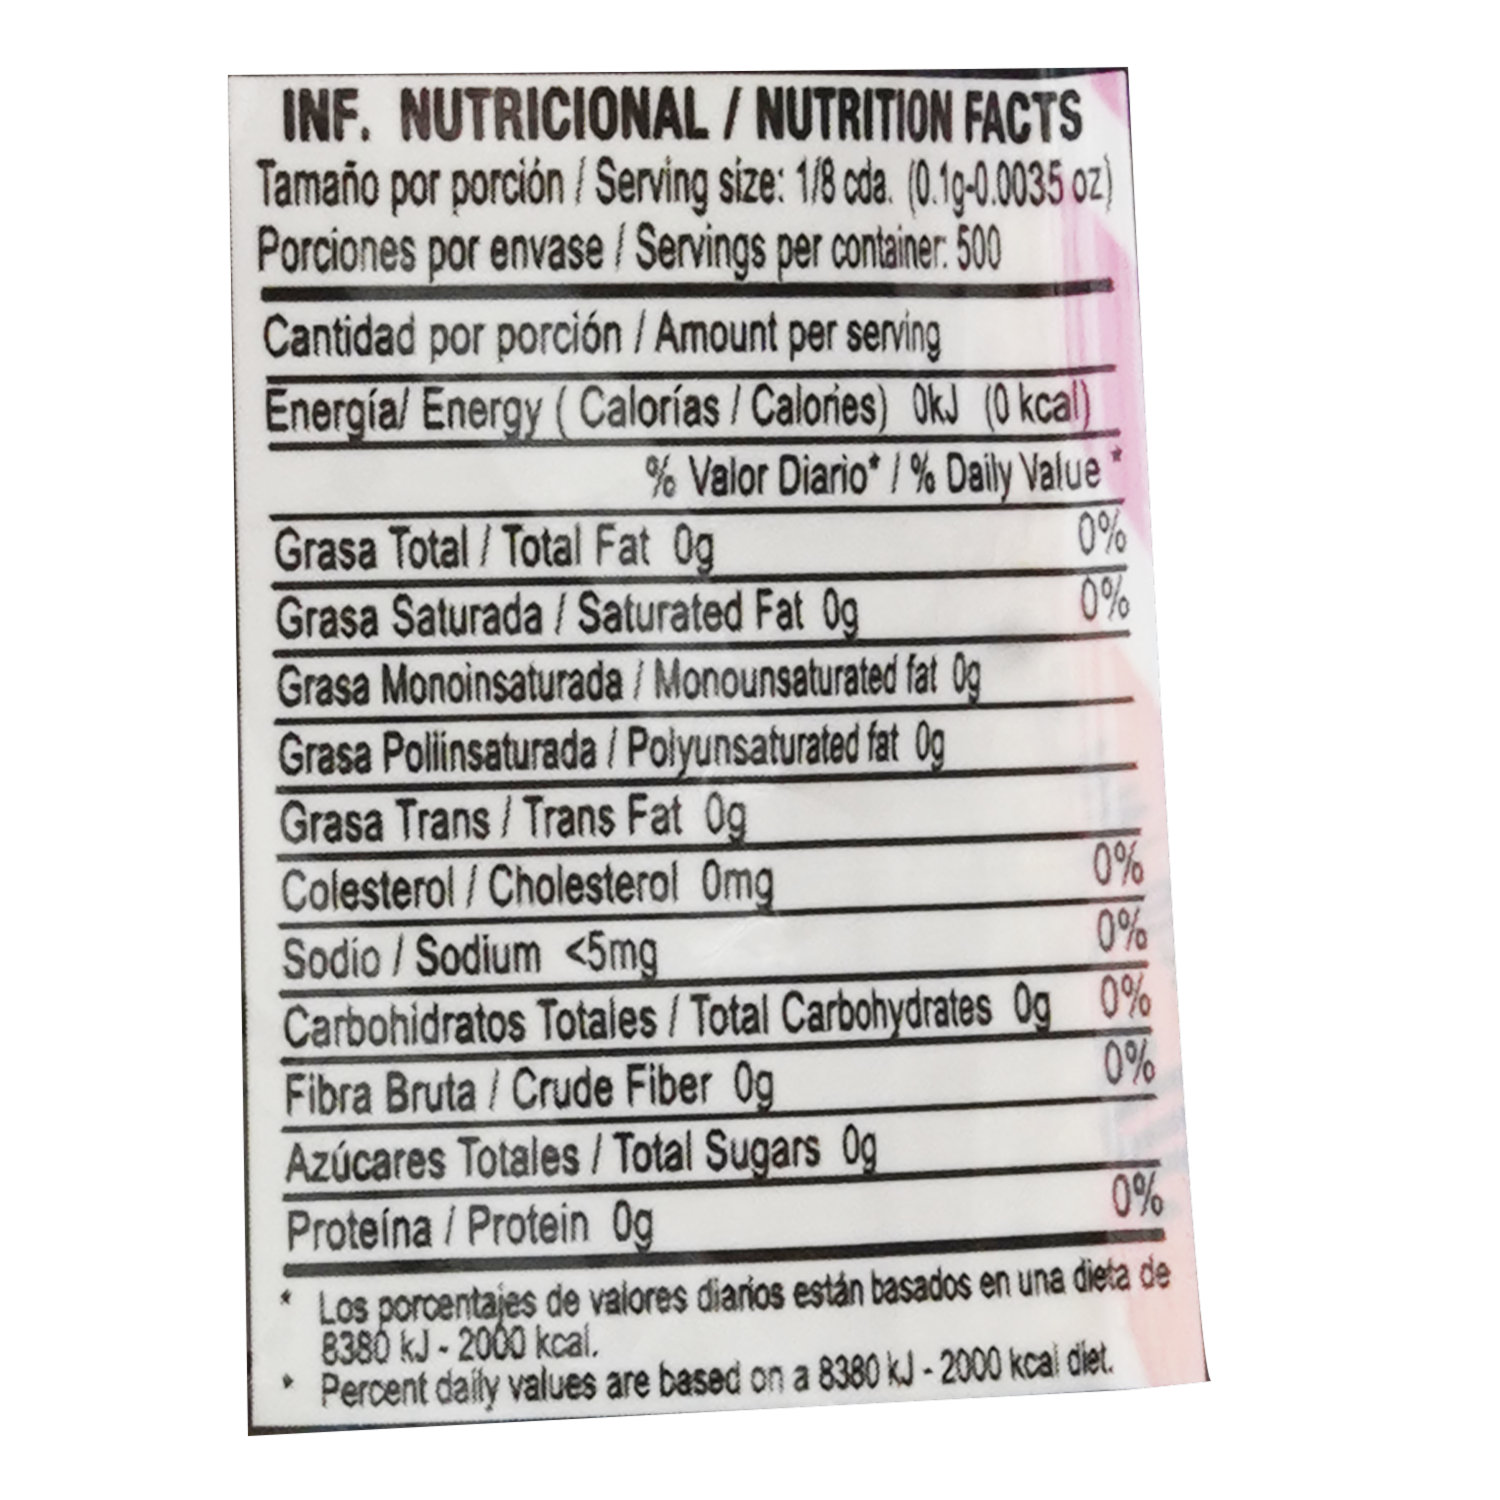 INF. NUTRICIONAL / NUTRITION FACTS
Tamaño por porción / Serving size: 1/8 cda. (0.1g-0.0035 oz)
Porciones por envase / Servings per container: 500
Cantidad por porción / Amount per serving
Energía/ Energy ( Calorías / Calories) 0kJ (0 kcal)
% Valor Diario* / % Daily Value *
Grasa Total / Total Fat 0g 0%
Grasa Saturada / Saturated Fat 0g 0%
Grasa Monoinsaturada / Monounsaturated fat 0g
Grasa Poliinsaturada / Polyunsaturated fat 0g
Grasa Trans / Trans Fat 0g
Colesterol / Cholesterol 0mg 0%
Sodio / Sodium <5mg 0%
Carbohidratos Totales / Total Carbohydrates 0g 0%
Fibra Bruta / Crude Fiber 0g 0%
Azúcares Totales / Total Sugars 0g
Proteína / Protein 0g 0%
* Los porcentajes de valores diarios están basados en una dieta de
8380 kJ - 2000 kcal.
* Percent daily values are based on a 8380 kJ - 2000 kcal diet.